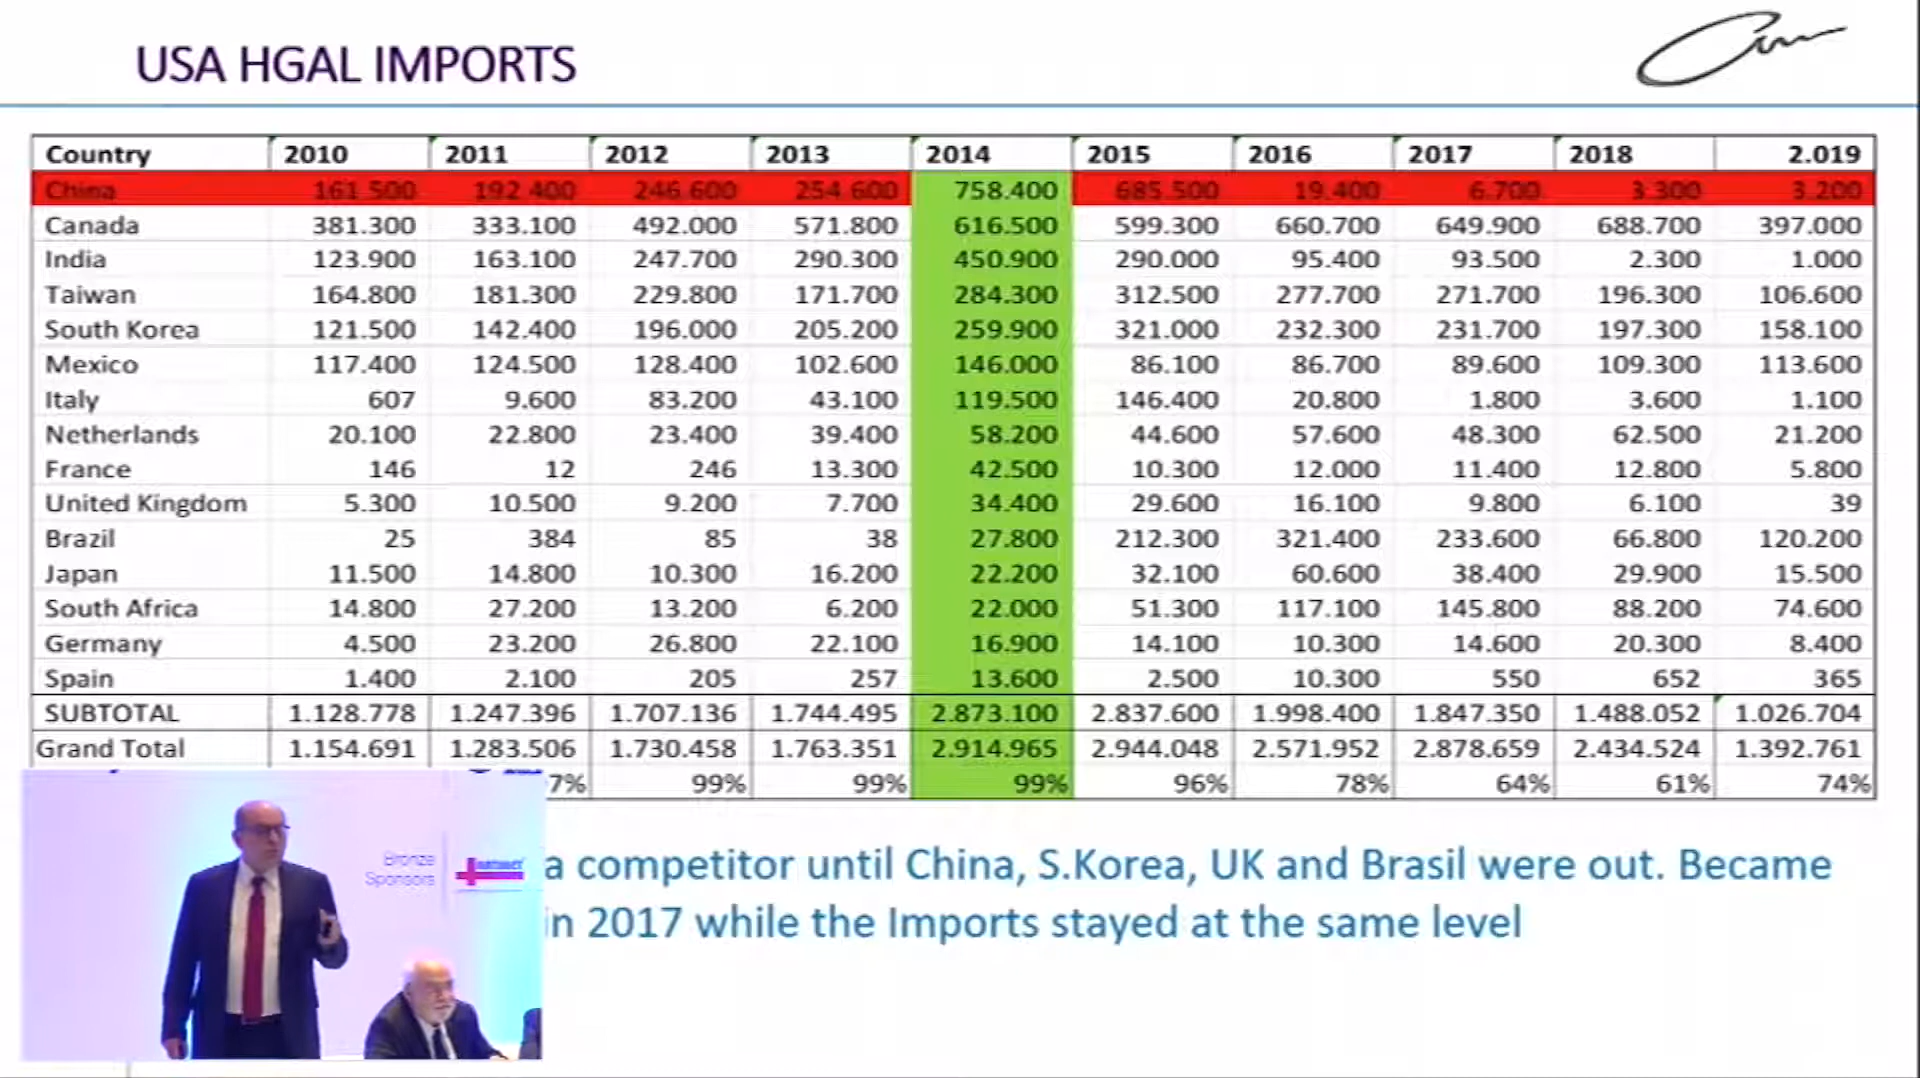 USA HGAL IMPORTS
Country 2010 2011 2012 2013 2014 2015 2016 2017 2018 2.019
China 161.500 192.400 246.600 254.600 758.400 685.500 19.400 6.700 3.300 3.200
Canada 381.300 333.100 492.000 571.800 616.500 599.300 660.700 649.900 688.700 397.000
India 123.900 163.100 247.700 290.300 450.900 290.000 95.400 93.500 2.300 1.000
Taiwan 164.800 181.300 229.800 171.700 284.300 312.500 277.700 271.700 196.300 106.600
South Korea 121.500 142.400 196.000 205.200 259.900 321.000 232.300 231.700 197.300 158.100
Mexico 117.400 124.500 128.400 102.600 146.000 86.100 86.700 89.600 109.300 113.600
Italy 607 9.600 83.200 43.100 119.500 146.400 20.800 1.800 3.600 1.100
Netherlands 20.100 22.800 23.400 39.400 58.200 44.600 57.600 48.300 62.500 21.200
France 146 12 246 13.300 42.500 10.300 12.000 11.400 12.800 5.800
United Kingdom 5.300 10.500 9.200 7.700 34.400 29.600 16.100 9.800 6.100 39
Brazil 25 384 85 38 27.800 212.300 321.400 233.600 66.800 120.200
Japan 11.500 14.800 10.300 16.200 22.200 32.100 60.600 38.400 29.900 15.500
South Africa 14.800 27.200 13.200 6.200 22.000 51.300 117.100 145.800 88.200 74.600
Germany 4.500 23.200 26.800 22.100 16.900 14.100 10.300 14.600 20.300 8.400
Spain 1.400 2.100 205 257 13.600 2.500 10.300 550 652 365
SUBTOTAL 1.128.778 1.247.396 1.707.136 1.744.495 2.873.100 2.837.600 1.998.400 1.847.350 1.488.052 1.026.704
Grand Total 1.154.691 1.283.506 1.730.458 1.763.351 2.914.965 2.944.048 2.571.952 2.878.659 2.434.524 1.392.761
7% 99% 99% 99% 96% 78% 64% 61% 74%
a competitor until China, S.Korea, UK and Brasil were out. Became
in 2017 while the Imports stayed at the same level
Bronze
Sponsors